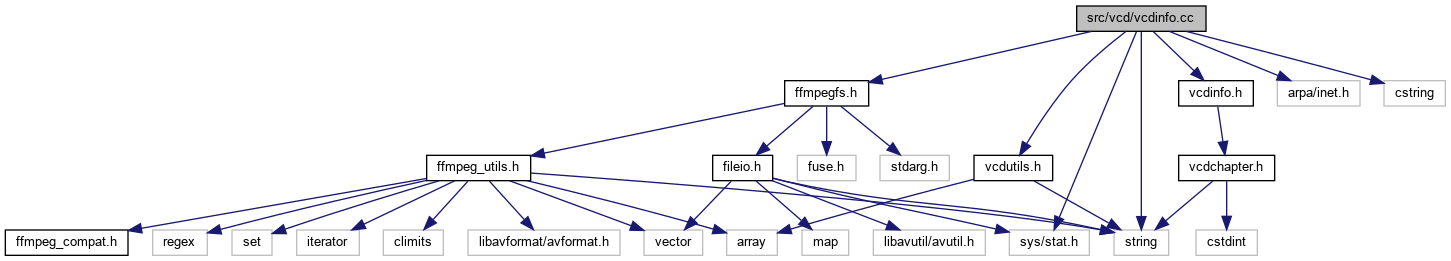 src/vcd/vcdinfo.cc
ffmpegfs.h
vcdinfo.h
arpa/inet.h
cstring
ffmpeg_utils.h
fileio.h
fuse.h
stdarg.h
vcdutils.h
vcdchapter.h
ffmpeg_compat.h
regex
set
iterator
climits
libavformat/avformat.h
vector
array
map
libavutil/avutil.h
sys/stat.h
string
cstdint